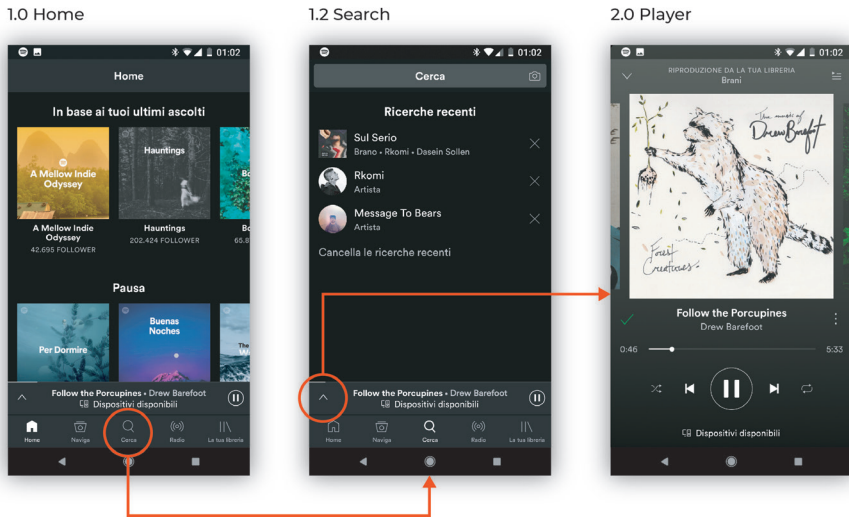 1.0 Home
01:02
Home
In base ai tuoi ultimi ascolti
A Mellow Indie
Odyssey
Hauntings
Bo
A Mellow Indie
Odyssey
42.695 FOLLOWER
Hauntings
202.424 FOLLOWER
Bo
65.8
Pausa
Per Dormire
Buenas
Noches
The
W
Follow the Porcupines • Drew Barefoot
Dispositivi disponibili
Home
Naviga
Cerca
Radio
La tua libreria
1.2 Search
01:02
Cerca
Ricerche recenti
Sul Serio
Brano • Rkomi • Dasein Sollen
Rkomi
Artista
Message To Bears
Artista
Cancella le ricerche recenti
Follow the Porcupines • Drew Barefoot
Dispositivi disponibili
Home
Naviga
Cerca
Radio
La tua libreria
2.0 Player
01:02
RIPRODUZIONE DA LA TUA LIBRERIA
Brani
The music of
Drew Barefoot
Forest
Creatures.
Follow the Porcupines
Drew Barefoot
0:46
5:33
Dispositivi disponibili